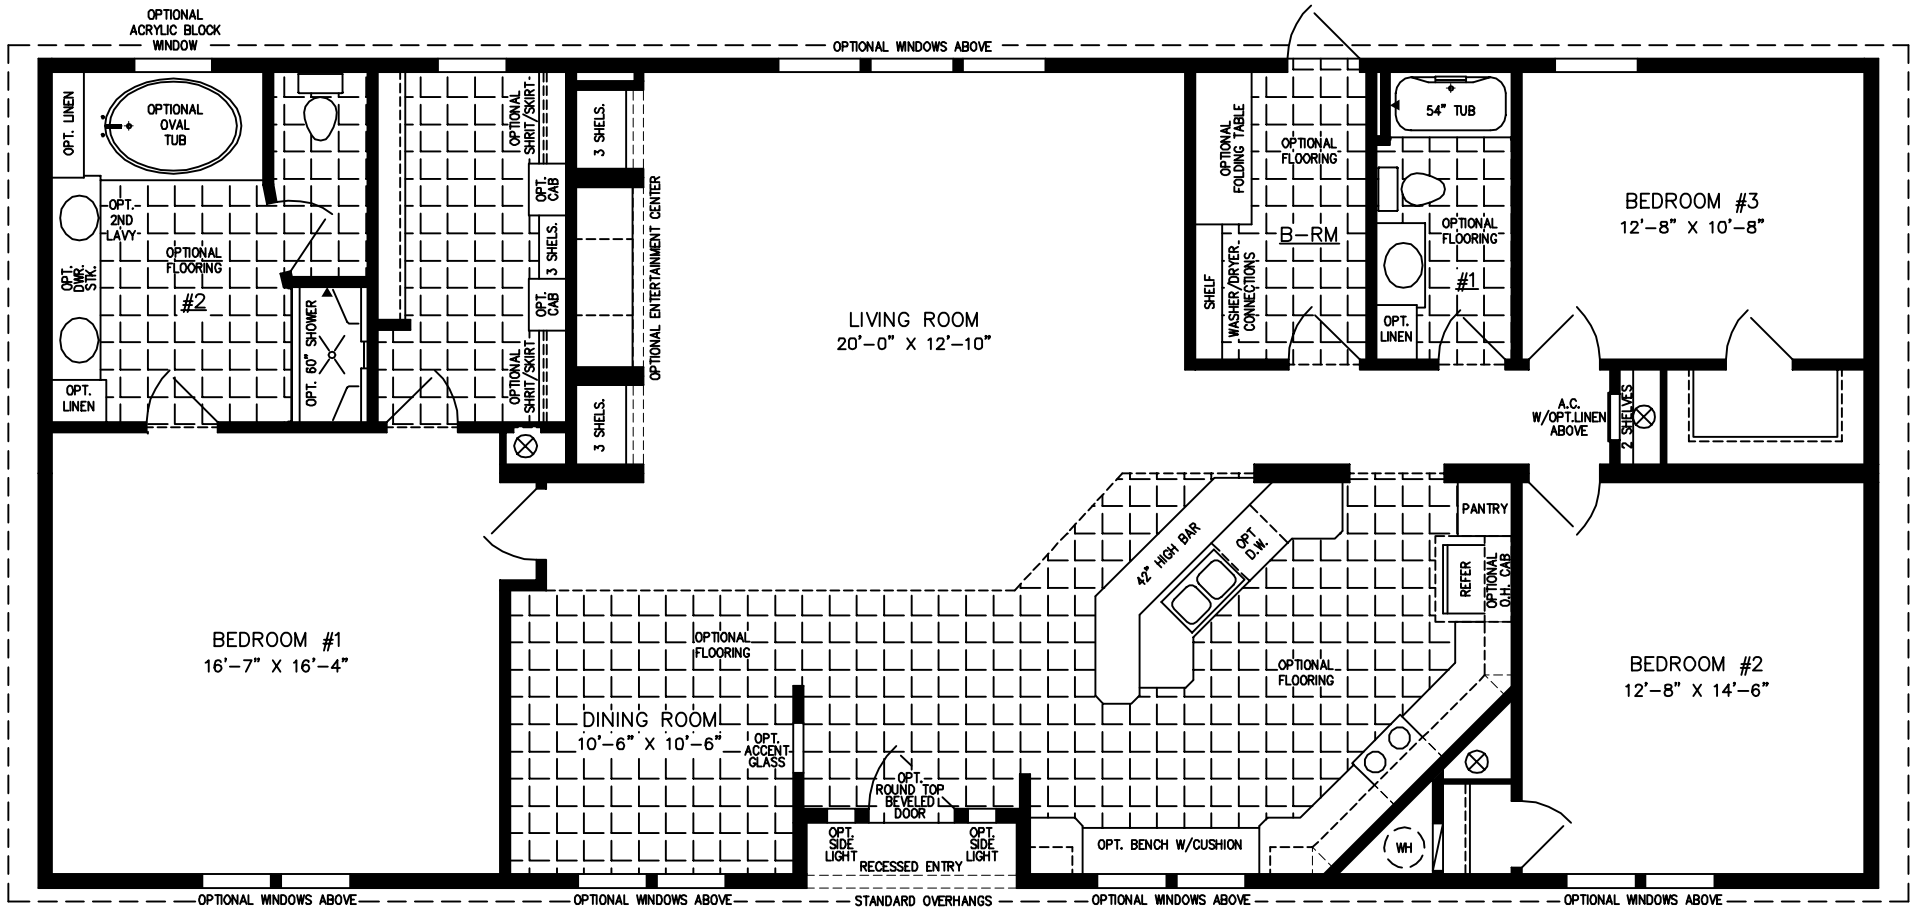 OPTIONAL
ACRYLIC BLOCK
WINDOW
OPTIONAL WINDOWS ABOVE
OPT. LINEN
OPTIONAL
OVAL
TUB
OPT.
2ND
LAVY
OPTIONAL
FLOORING
#2
OPT.
DWR.
STK.
OPT.
LINEN
OPT. 60" SHOWER
OPTIONAL
SHRIT/SKIRT
OPT.
CAB
3 SHELS.
OPT.
CAB
OPTIONAL
SHRIT/SKIRT
3 SHELS.
OPTIONAL ENTERTAINMENT CENTER
3 SHELS.
LIVING ROOM
20'-0" X 12'-10"
OPTIONAL
FOLDING TABLE
OPTIONAL
FLOORING
B-RM
SHELF
WASHER/DRYER
CONNECTIONS
54" TUB
OPTIONAL
FLOORING
#1
OPT.
LINEN
BEDROOM #3
12'-8" X 10'-8"
A.C.
W/OPT.LINEN
ABOVE
2 SHELVES
BEDROOM #1
16'-7" X 16'-4"
OPTIONAL
FLOORING
DINING ROOM
10'-6" X 10'-6"
OPT.
ACCENT
GLASS
OPT.
ROUND TOP
BEVELED
DOOR
OPT.
SIDE
LIGHT
OPT.
SIDE
LIGHT
RECESSED ENTRY
42" HIGH BAR
OPT
D.W.
PANTRY
REFER
OPTIONAL
O.H. CAB
OPTIONAL
FLOORING
OPT. BENCH W/CUSHION
WH
BEDROOM #2
12'-8" X 14'-6"
OPTIONAL WINDOWS ABOVE
OPTIONAL WINDOWS ABOVE
STANDARD OVERHANGS
OPTIONAL WINDOWS ABOVE
OPTIONAL WINDOWS ABOVE